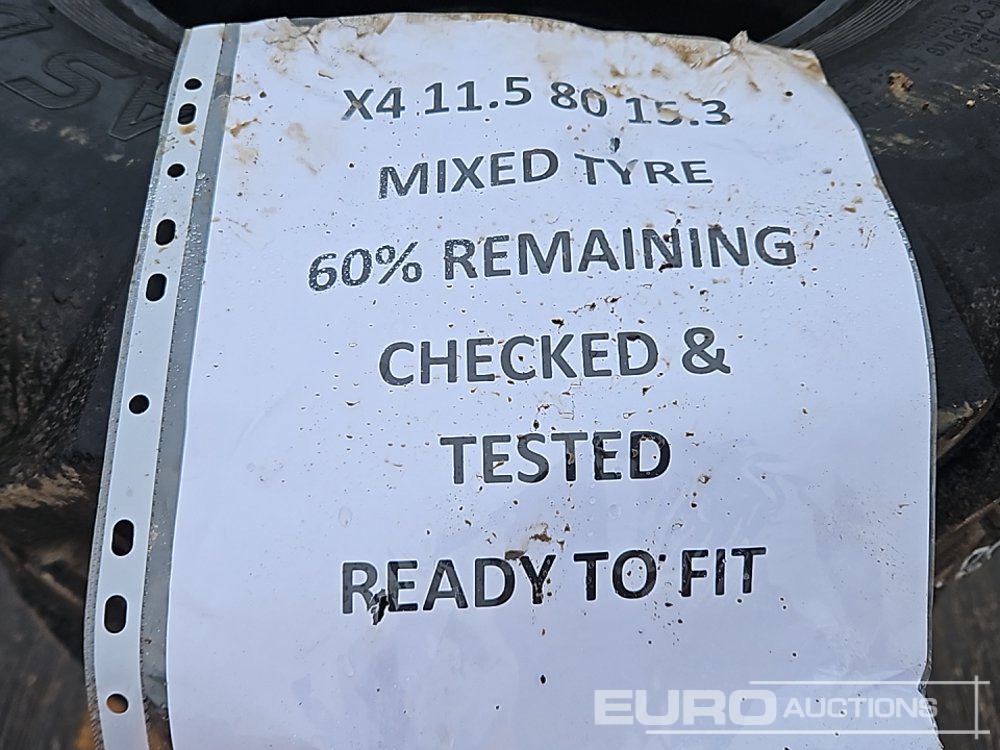 X4 11.5 80 15.3
MIXED TYRE
60% REMAINING
CHECKED &
TESTED
READY TO FIT
EURO AUCTIONS